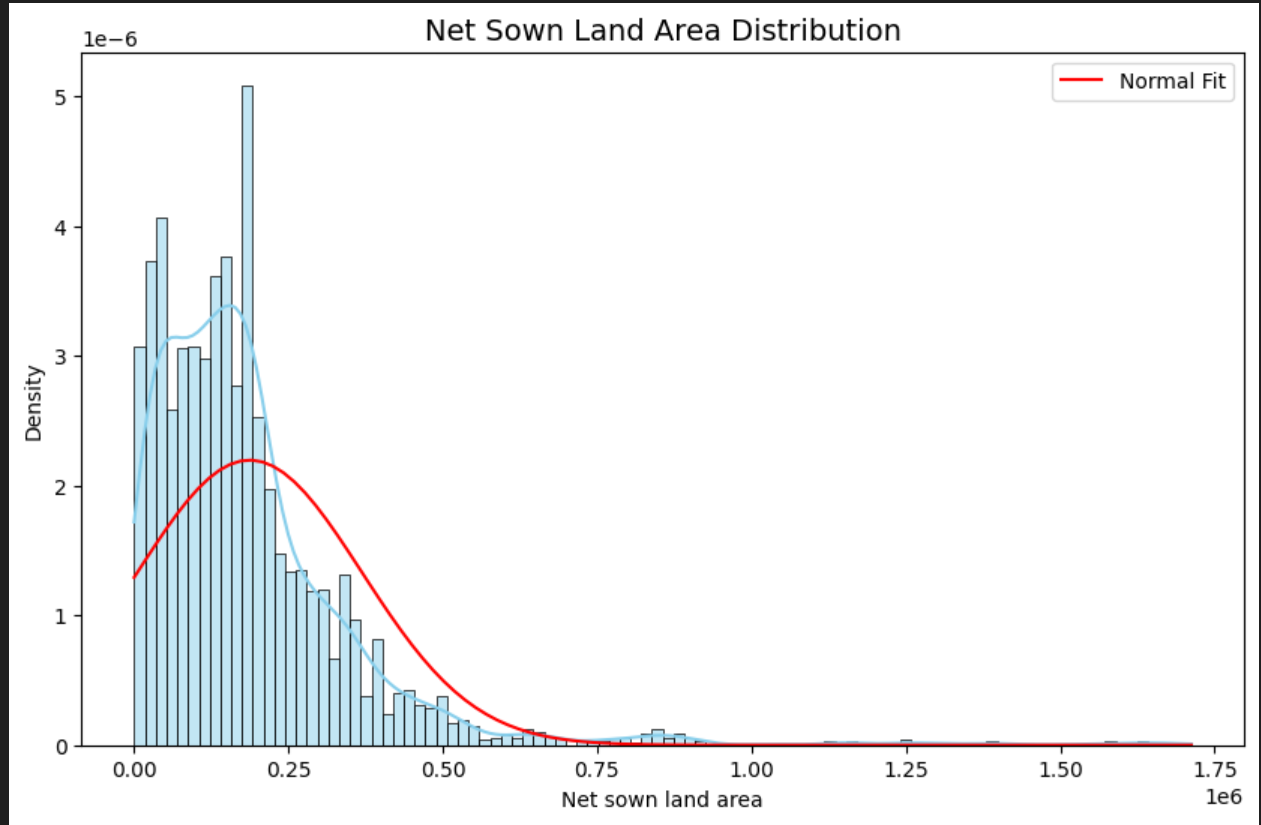 Net Sown Land Area Distribution
1e−6
Normal Fit
5
4
3
2
1
0
Density
0.00 0.25 0.50 0.75 1.00 1.25 1.50 1.75
Net sown land area
1e6